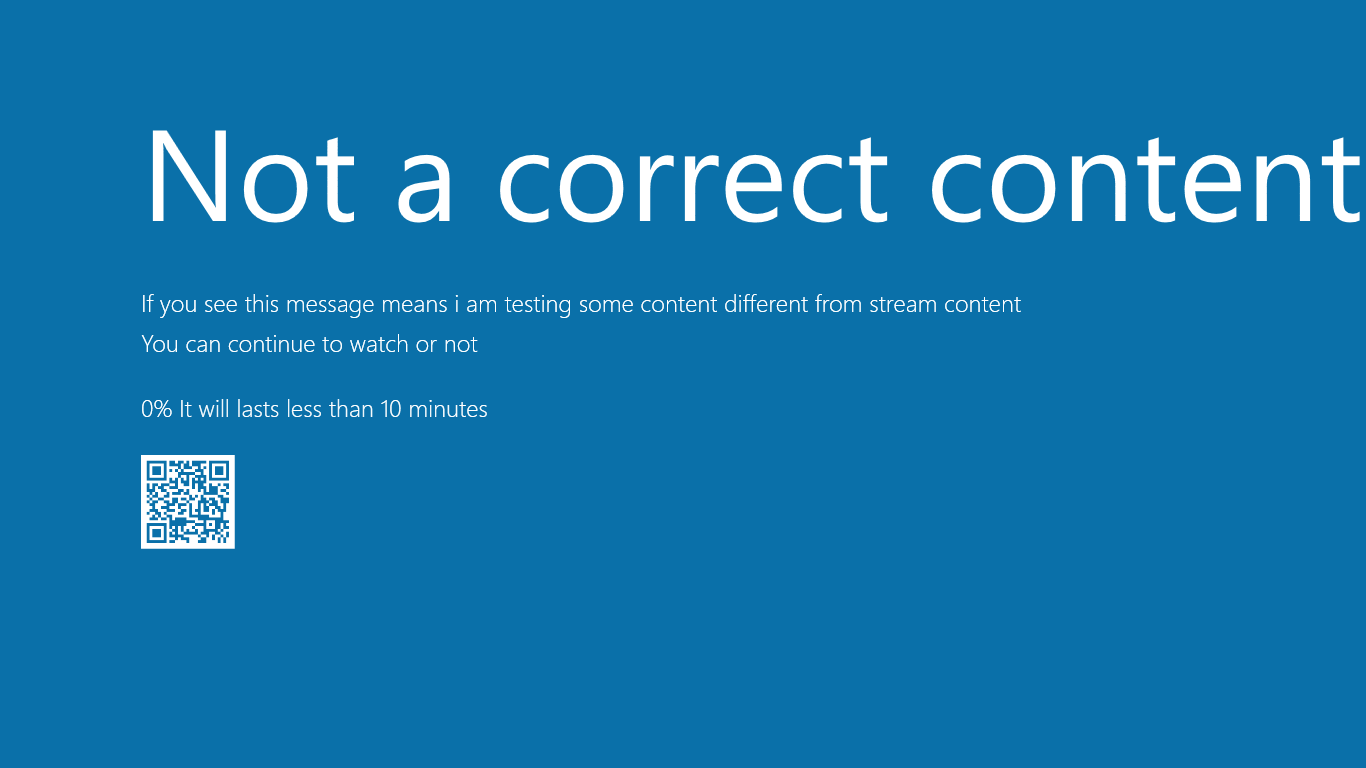 Not a correct content
If you see this message means i am testing some content different from stream content
You can continue to watch or not
0% It will lasts less than 10 minutes